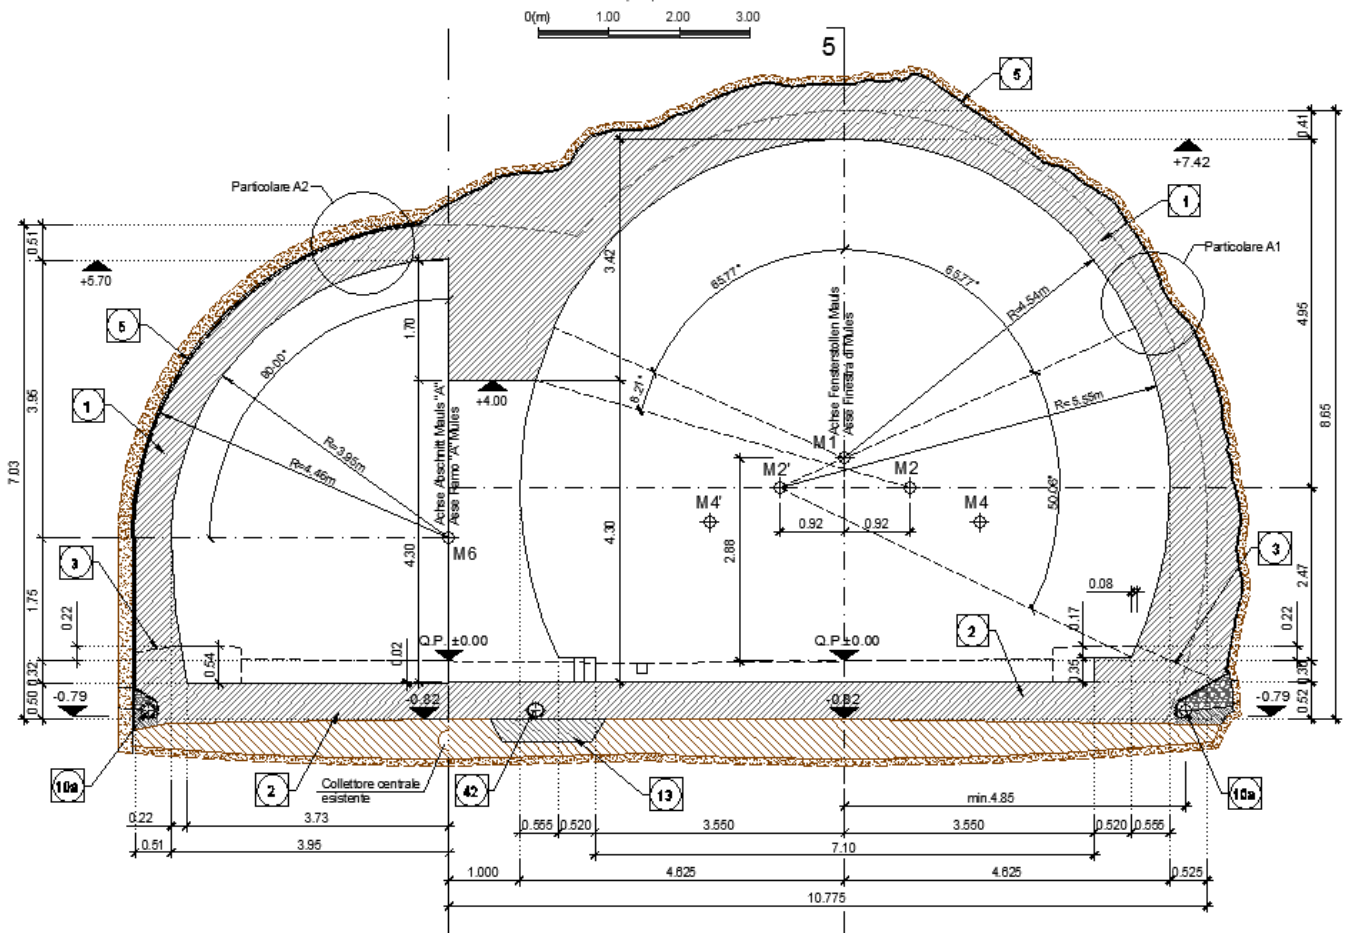 0(m) 1.00 2.00 3.00
5
5
0.41
+7.42
Particolare A2
1
0.51
Particolare A1
+5.70
3.42
65.77°
65.77°
R=4.54m
4.95
5
1.70
90.00°
8.21°
+4.00
Achse Fensterstollen Mauls
Asse Finestra di Mules
R=5.55m
8.65
3.95
1
R=3.95m
R=4.46m
Achse Abschnitt Mauls "A"
Asse Ramo "A" Mules
M1
M2'
M2
7.03
M4'
M4
50.06°
0.92 0.92
M6
4.30
4.30
2.88
3
3
0.08
2.47
1.75
0.22
0.17
0.22
2
Q.P. ±0.00
Q.P. ±0.00
0.54
0.02
0.35
0.32
0.30
-0.79
-0.82
-0.82
-0.79
0.50
0.52
10a
2
Collettore centrale
esistente
42
13
10a
min.4.85
0.22
3.73
0.555
0.520
3.550
3.550
0.520
0.555
0.51
3.95
7.10
1.000
4.625
4.625
0.525
10.775